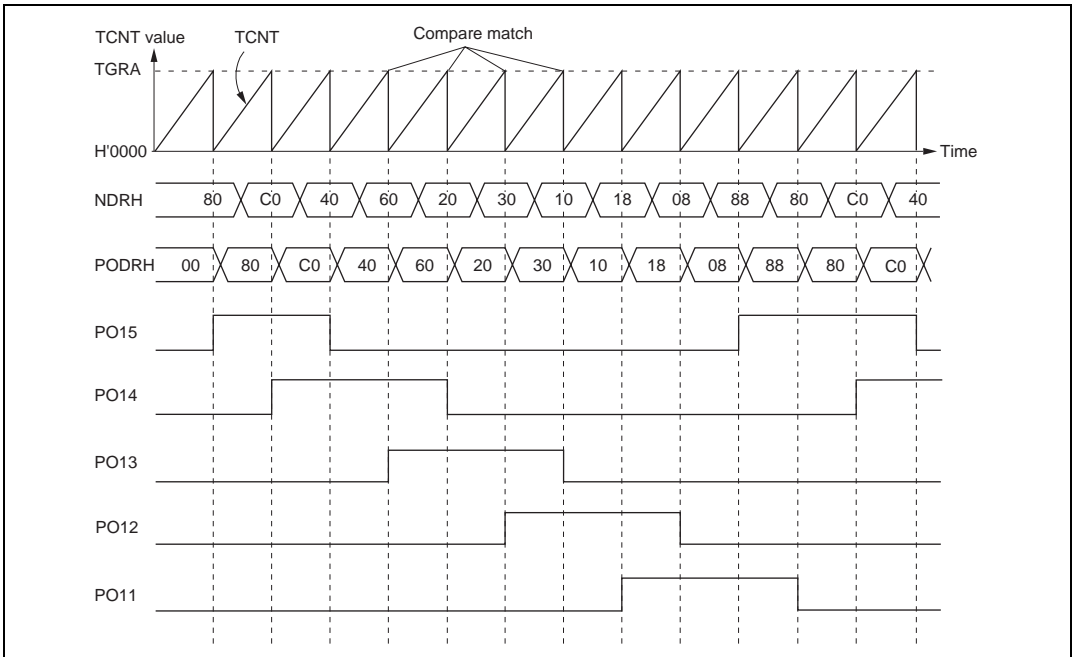 TCNT value TCNT Compare match
TGRA
H'0000 Time
NDRH 80 C0 40 60 20 30 10 18 08 88 80 C0 40
PODRH 00 80 C0 40 60 20 30 10 18 08 88 80 C0
PO15
PO14
PO13
PO12
PO11